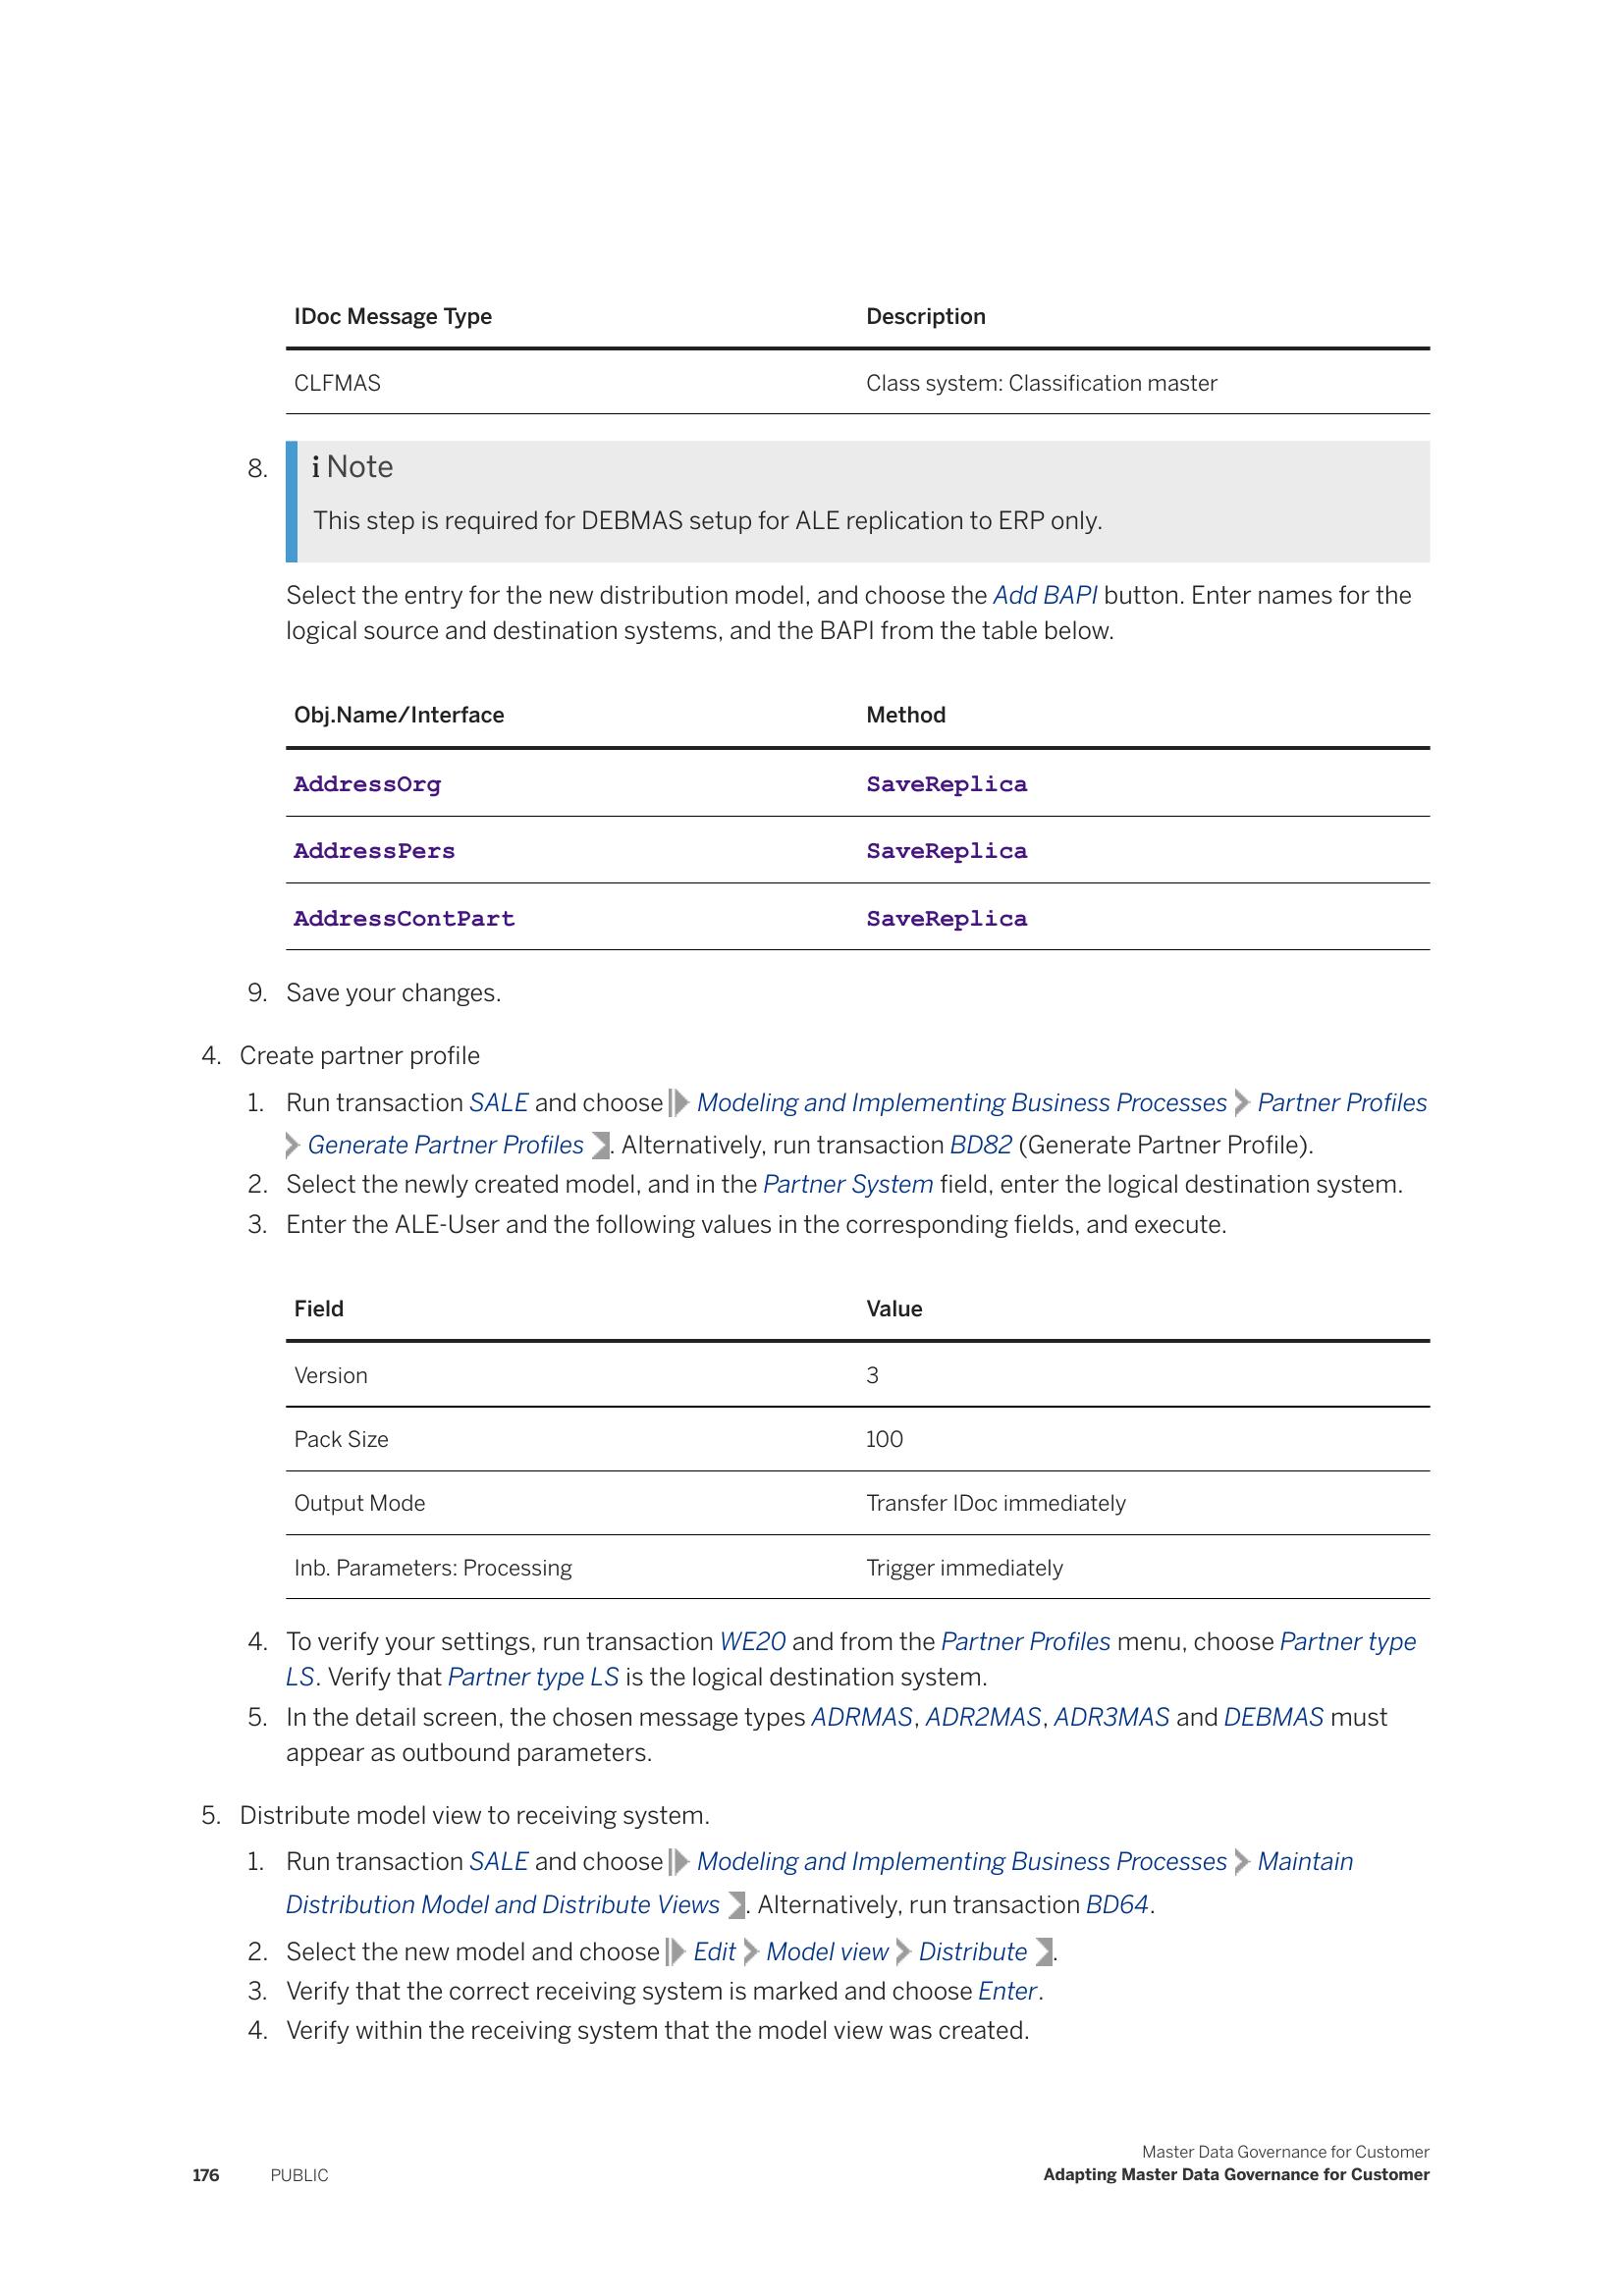 IDoc Message Type Description
CLFMAS Class system: Classification master
8. i Note
This step is required for DEBMAS setup for ALE replication to ERP only.
Select the entry for the new distribution model, and choose the Add BAPI button. Enter names for the
logical source and destination systems, and the BAPI from the table below.
Obj.Name/Interface Method
AddressOrg SaveReplica
AddressPers SaveReplica
AddressContPart SaveReplica
9. Save your changes.
4. Create partner profile
1. Run transaction SALE and choose Modeling and Implementing Business Processes Partner Profiles
Generate Partner Profiles . Alternatively, run transaction BD82 (Generate Partner Profile).
2. Select the newly created model, and in the Partner System field, enter the logical destination system.
3. Enter the ALE-User and the following values in the corresponding fields, and execute.
Field Value
Version 3
Pack Size 100
Output Mode Transfer IDoc immediately
Inb. Parameters: Processing Trigger immediately
4. To verify your settings, run transaction WE20 and from the Partner Profiles menu, choose Partner type
LS. Verify that Partner type LS is the logical destination system.
5. In the detail screen, the chosen message types ADRMAS, ADR2MAS, ADR3MAS and DEBMAS must
appear as outbound parameters.
5. Distribute model view to receiving system.
1. Run transaction SALE and choose Modeling and Implementing Business Processes Maintain
Distribution Model and Distribute Views . Alternatively, run transaction BD64.
2. Select the new model and choose Edit Model view Distribute .
3. Verify that the correct receiving system is marked and choose Enter.
4. Verify within the receiving system that the model view was created.
Master Data Governance for Customer
176 PUBLIC Adapting Master Data Governance for Customer